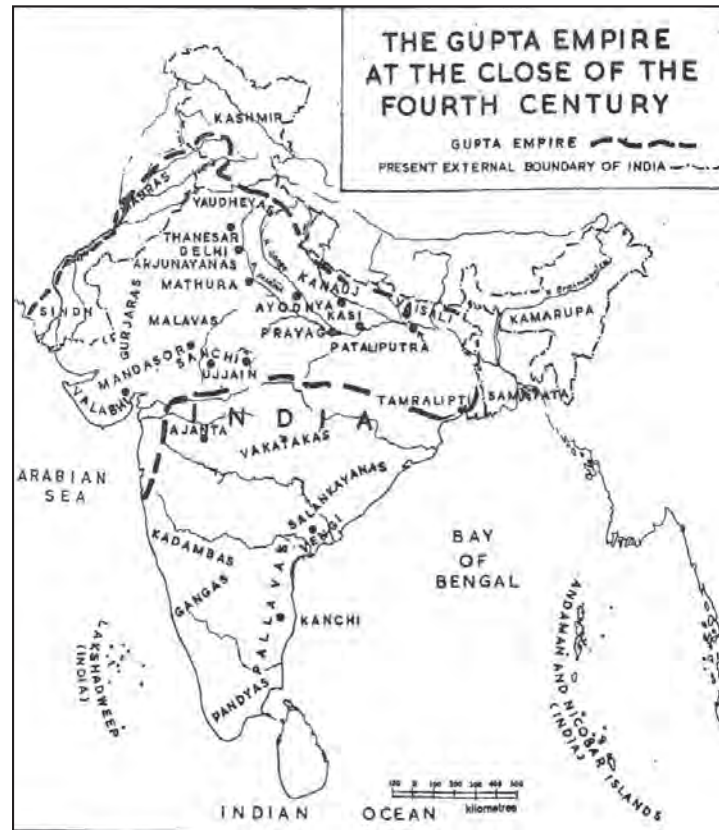 THE GUPTA EMPIRE
AT THE CLOSE OF THE
FOURTH CENTURY
GUPTA EMPIRE
PRESENT EXTERNAL BOUNDARY OF INDIA
KASHMIR
YAUDHEYAS
THANESAR
DELHI
ARJUNAYANAS
MATHURA
KANAUJ
AYODNYA
KASI
PRAYAG
VAISALI
PATALIPUTRA
Brahmaputra
KAMARUPA
SINDH
GURJARAS
MALAVAS
MANDASOR
SANCHI
UJJAIN
VALABHI
TAMRALIPTI
SAMATATA
INDIA
AJANTA
VAKATAKAS
ARABIAN
SEA
SALANKAYANAS
VENGI
KADAMBAS
BAY
OF
BENGAL
GANGAS
PALLAVAS
KANCHI
PANDYAS
LAKSHADWEEP
(INDIA)
ANDAMAN AND NICOBAR ISLANDS
(INDIA)
kilometres
INDIAN OCEAN